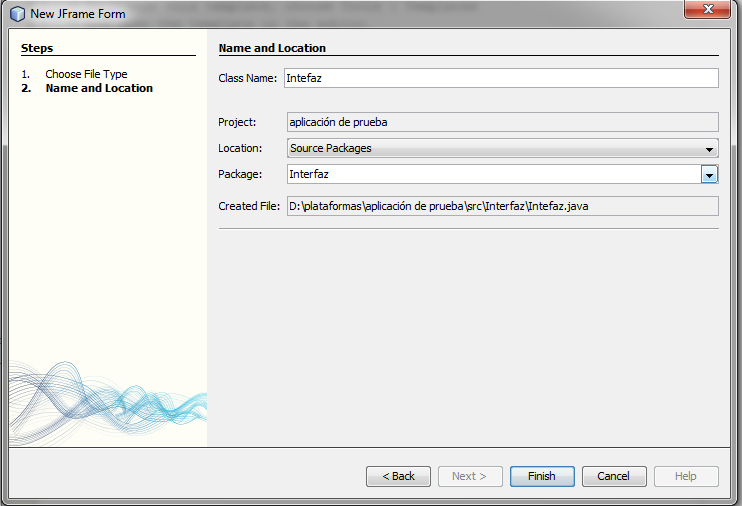 New JFrame Form
Steps
1. Choose File Type
2. Name and Location
Name and Location
Class Name: Intefaz
Project: aplicación de prueba
Location: Source Packages
Package: Interfaz
Created File: D:\plataformas\aplicación de prueba\src\Interfaz\Intefaz.java
< Back
Next >
Finish
Cancel
Help